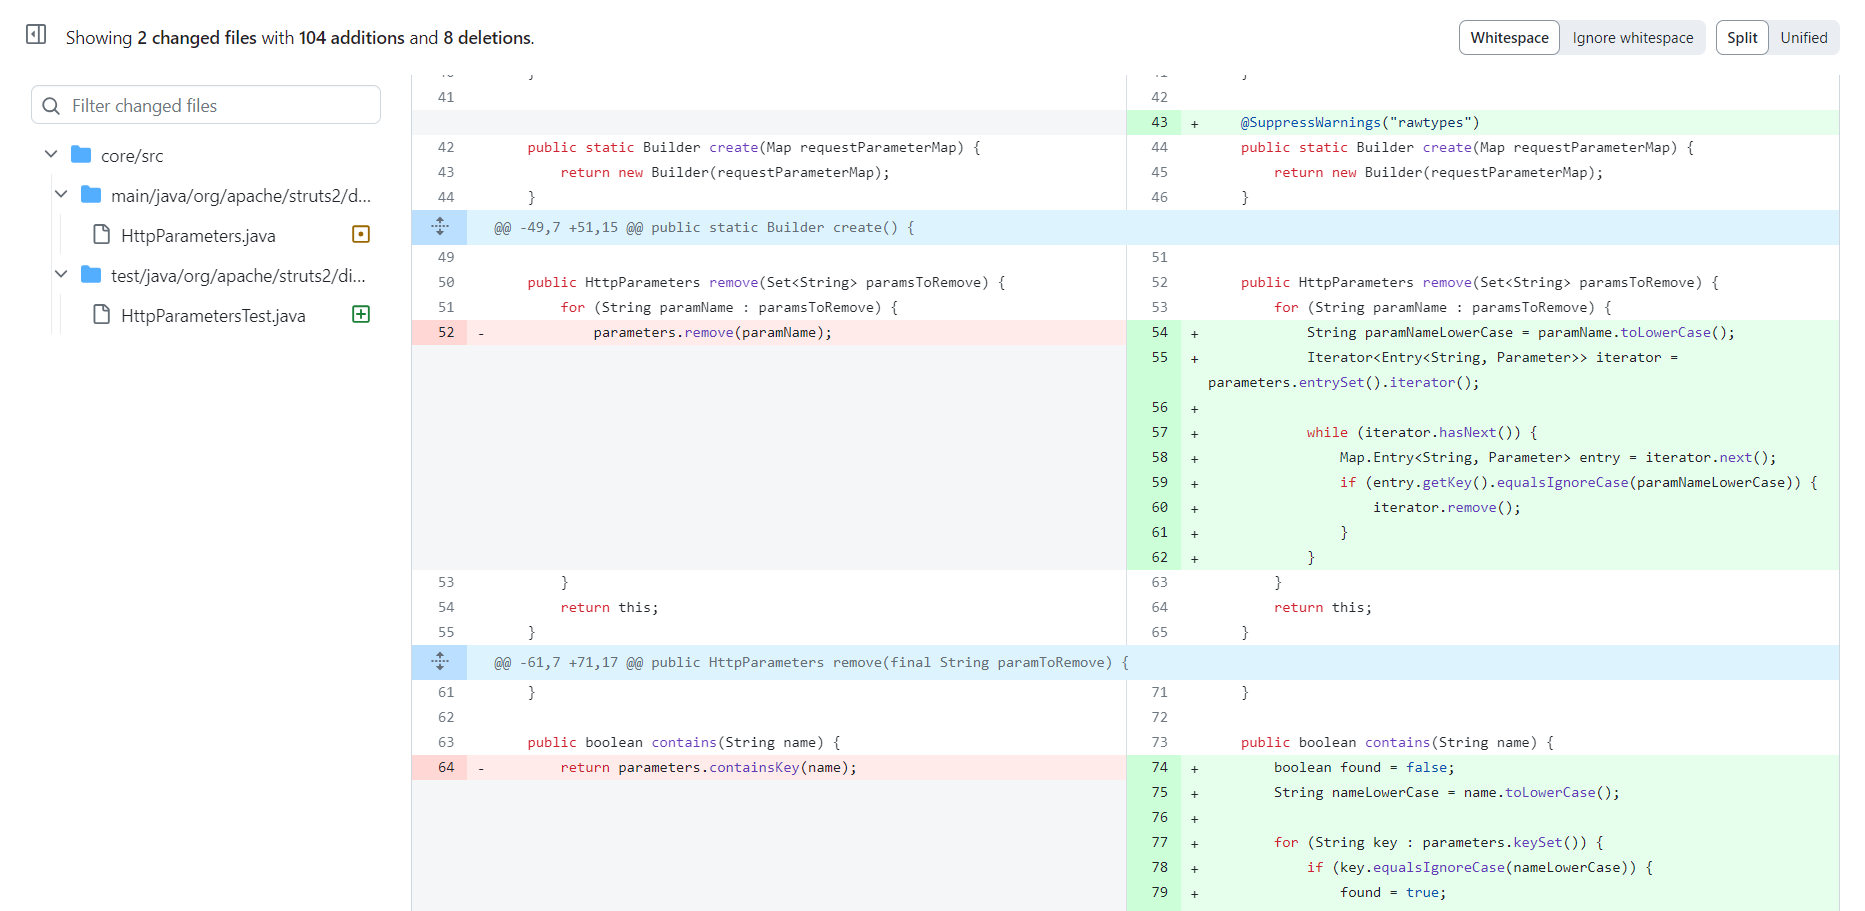 Showing 2 changed files with 104 additions and 8 deletions.
Whitespace Ignore whitespace Split Unified
Filter changed files
core/src
main/java/org/apache/struts2/d...
HttpParameters.java
test/java/org/apache/struts2/di...
HttpParametersTest.java
41 42
43 + @SuppressWarnings("rawtypes")
42 public static Builder create(Map requestParameterMap) { 44 public static Builder create(Map requestParameterMap) {
43 return new Builder(requestParameterMap); 45 return new Builder(requestParameterMap);
44 } 46 }
@@ -49,7 +51,15 @@ public static Builder create() {
49 51
50 public HttpParameters remove(Set<String> paramsToRemove) { 52 public HttpParameters remove(Set<String> paramsToRemove) {
51 for (String paramName : paramsToRemove) { 53 for (String paramName : paramsToRemove) {
52 - parameters.remove(paramName); 54 + String paramNameLowerCase = paramName.toLowerCase();
55 + Iterator<Entry<String, Parameter>> iterator =
parameters.entrySet().iterator();
56 +
57 + while (iterator.hasNext()) {
58 + Map.Entry<String, Parameter> entry = iterator.next();
59 + if (entry.getKey().equalsIgnoreCase(paramNameLowerCase)) {
60 + iterator.remove();
61 + }
62 + }
53 } 63 }
54 return this; 64 return this;
55 } 65 }
@@ -61,7 +71,17 @@ public HttpParameters remove(final String paramToRemove) {
61 } 71 }
62 72
63 public boolean contains(String name) { 73 public boolean contains(String name) {
64 - return parameters.containsKey(name); 74 + boolean found = false;
75 + String nameLowerCase = name.toLowerCase();
76 +
77 + for (String key : parameters.keySet()) {
78 + if (key.equalsIgnoreCase(nameLowerCase)) {
79 + found = true;